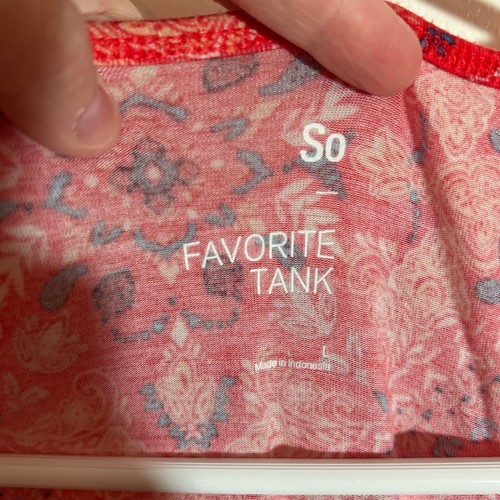 So
—
FAVORITE
TANK
L
Made in Indonesia